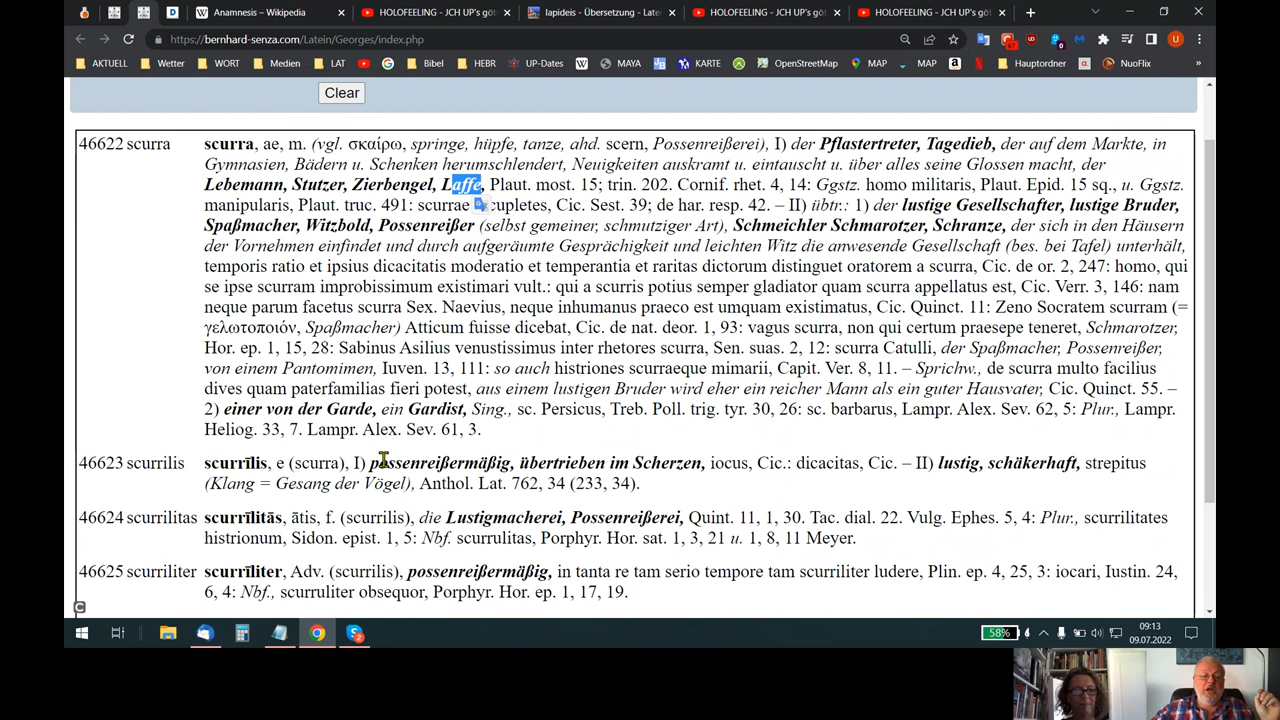 Anamnesis – Wikipedia
HOLOFEELING - JCH UP's göt
lapideis - Übersetzung - Latei
HOLOFEELING - JCH UP's göt
HOLOFEELING - JCH UP's göt
https://bernhard-senza.com/Latein/Georges/index.php
AKTUELL Wetter WORT Medien LAT Bibel HEBR UP-Dates MAYA KARTE OpenStreetMap MAP MAP Hauptordner NuoFlix
Clear
46622 scurra scurra, ae, m. (vgl. σκαίρω, springe, hüpfe, tanze, ahd. scern, Possenreißerei), I) der Pflastertreter, Tagedieb, der auf dem Markte, in
Gymnasien, Bädern u. Schenken herumschlendert, Neuigkeiten auskramt u. eintauscht u. über alles seine Glossen macht, der
Lebemann, Stutzer, Zierbengel, Laffe, Plaut. most. 15; trin. 202. Cornif. rhet. 4, 14: Ggstz. homo militaris, Plaut. Epid. 15 sq., u. Ggstz.
manipularis, Plaut. truc. 491: scurrae cupletes, Cic. Sest. 39; de har. resp. 42. – II) übtr.: 1) der lustige Gesellschafter, lustige Bruder,
Spaßmacher, Witzbold, Possenreißer (selbst gemeiner, schmutziger Art), Schmeichler Schmarotzer, Schranze, der sich in den Häusern
der Vornehmen einfindet und durch aufgeräumte Gesprächigkeit und leichten Witz die anwesende Gesellschaft (bes. bei Tafel) unterhält,
temporis ratio et ipsius dicacitatis moderatio et temperantia et raritas dictorum distinguet oratorem a scurra, Cic. de or. 2, 247: homo, qui
se ipse scurram improbissimum existimari vult.: qui a scurris potius semper gladiator quam scurra appellatus est, Cic. Verr. 3, 146: nam
neque parum facetus scurra Sex. Naevius, neque inhumanus praeco est umquam existimatus, Cic. Quinct. 11: Zeno Socratem scurram (=
γελωτοποιόν, Spaßmacher) Atticum fuisse dicebat, Cic. de nat. deor. 1, 93: vagus scurra, non qui certum praesepe teneret, Schmarotzer,
Hor. ep. 1, 15, 28: Sabinus Asilius venustissimus inter rhetores scurra, Sen. suas. 2, 12: scurra Catulli, der Spaßmacher, Possenreißer,
von einem Pantomimen, Iuven. 13, 111: so auch histriones scurraeque mimarii, Capit. Ver. 8, 11. – Sprichw., de scurra multo facilius
dives quam paterfamilias fieri potest, aus einem lustigen Bruder wird eher ein reicher Mann als ein guter Hausvater, Cic. Quinct. 55. –
2) einer von der Garde, ein Gardist, Sing., sc. Persicus, Treb. Poll. trig. tyr. 30, 26: sc. barbarus, Lampr. Alex. Sev. 62, 5: Plur., Lampr.
Heliog. 33, 7. Lampr. Alex. Sev. 61, 3.
46623 scurrilis scurrīlis, e (scurra), I) possenreißermäßig, übertrieben im Scherzen, iocus, Cic.: dicacitas, Cic. – II) lustig, schäkerhaft, strepitus
(Klang = Gesang der Vögel), Anthol. Lat. 762, 34 (233, 34).
46624 scurrilitas scurrīlitās, ātis, f. (scurrilis), die Lustigmacherei, Possenreißerei, Quint. 11, 1, 30. Tac. dial. 22. Vulg. Ephes. 5, 4: Plur., scurrilitates
histrionum, Sidon. epist. 1, 5: Nbf. scurrulitas, Porphyr. Hor. sat. 1, 3, 21 u. 1, 8, 11 Meyer.
46625 scurriliter scurrīliter, Adv. (scurrilis), possenreißermäßig, in tanta re tam serio tempore tam scurriliter ludere, Plin. ep. 4, 25, 3: iocari, Iustin. 24,
6, 4: Nbf., scurruliter obsequor, Porphyr. Hor. ep. 1, 17, 19.
58%
09:13
09.07.2022